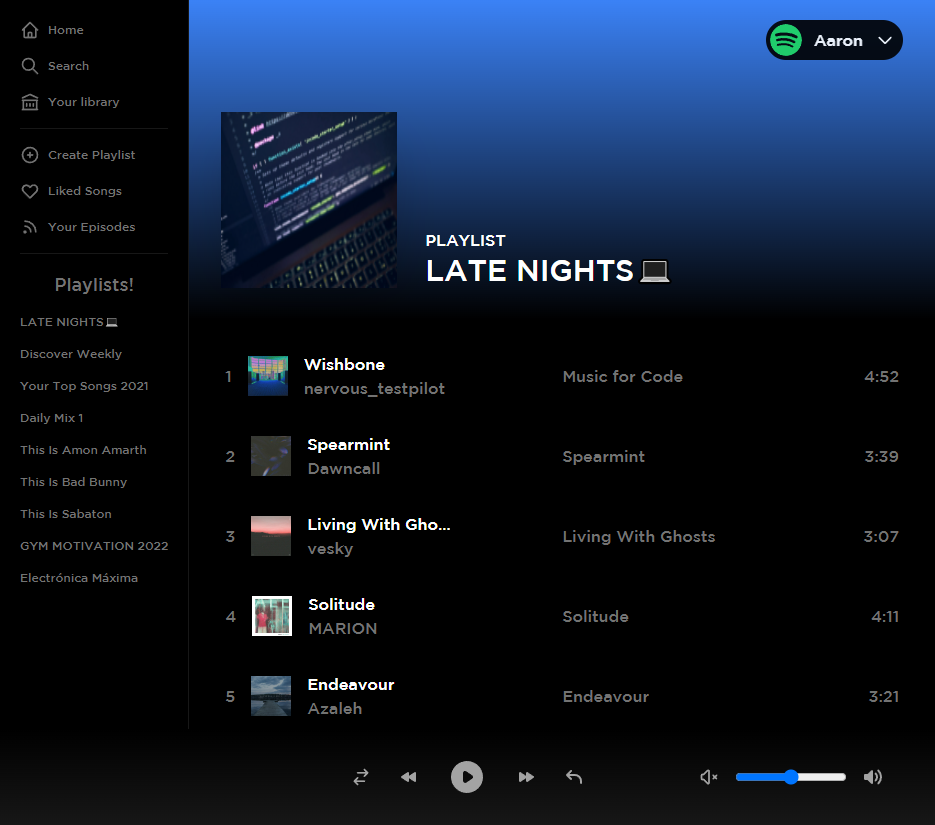 Home
Search
Your library
Create Playlist
Liked Songs
Your Episodes
Playlists!
LATE NIGHTS💻
Discover Weekly
Your Top Songs 2021
Daily Mix 1
This Is Amon Amarth
This Is Bad Bunny
This Is Sabaton
GYM MOTIVATION 2022
Electrónica Máxima
Aaron
PLAYLIST
LATE NIGHTS💻
1 Wishbone nervous_testpilot Music for Code 4:52
2 Spearmint Dawncall Spearmint 3:39
3 Living With Gho... vesky Living With Ghosts 3:07
4 Solitude MARION Solitude 4:11
5 Endeavour Azaleh Endeavour 3:21